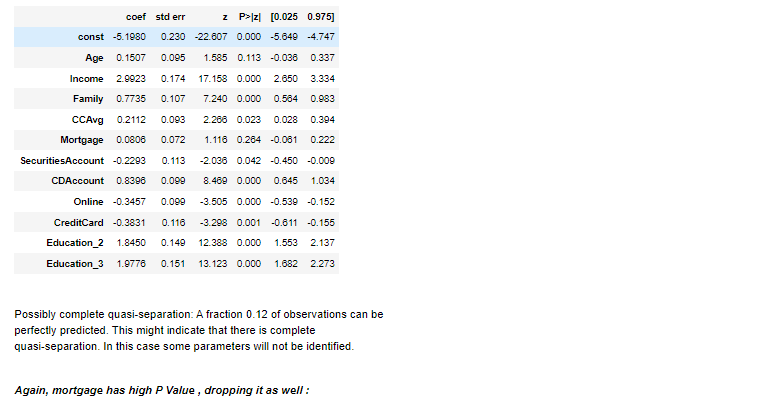 coef std err z P>|z| [0.025 0.975]
const -5.1980 0.230 -22.607 0.000 -5.649 -4.747
Age 0.1507 0.095 1.585 0.113 -0.036 0.337
Income 2.9923 0.174 17.158 0.000 2.650 3.334
Family 0.7735 0.107 7.240 0.000 0.564 0.983
CCAvg 0.2112 0.093 2.266 0.023 0.028 0.394
Mortgage 0.0806 0.072 1.116 0.264 -0.061 0.222
SecuritiesAccount -0.2293 0.113 -2.036 0.042 -0.450 -0.009
CDAccount 0.8396 0.099 8.469 0.000 0.645 1.034
Online -0.3457 0.099 -3.505 0.000 -0.539 -0.152
CreditCard -0.3831 0.116 -3.298 0.001 -0.611 -0.155
Education_2 1.8450 0.149 12.388 0.000 1.553 2.137
Education_3 1.9776 0.151 13.123 0.000 1.682 2.273
Possibly complete quasi-separation: A fraction 0.12 of observations can be
perfectly predicted. This might indicate that there is complete
quasi-separation. In this case some parameters will not be identified.
Again, mortgage has high P Value , dropping it as well :